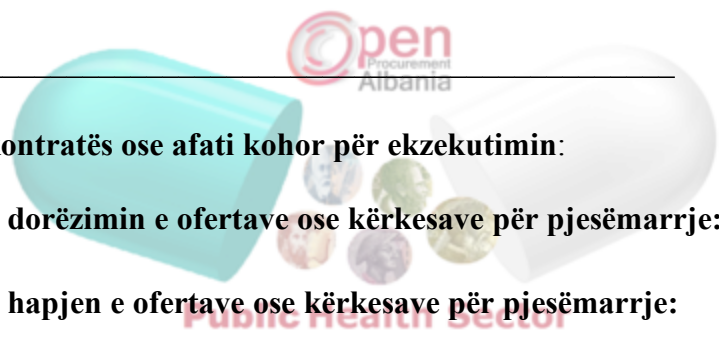 Open
Procurement
Albania
kontratës ose afati kohor për ekzekutimin:
dorëzimin e ofertave ose kërkesave për pjesëmarrje:
hapjen e ofertave ose kërkesave për pjesëmarrje:
Public Health Sector